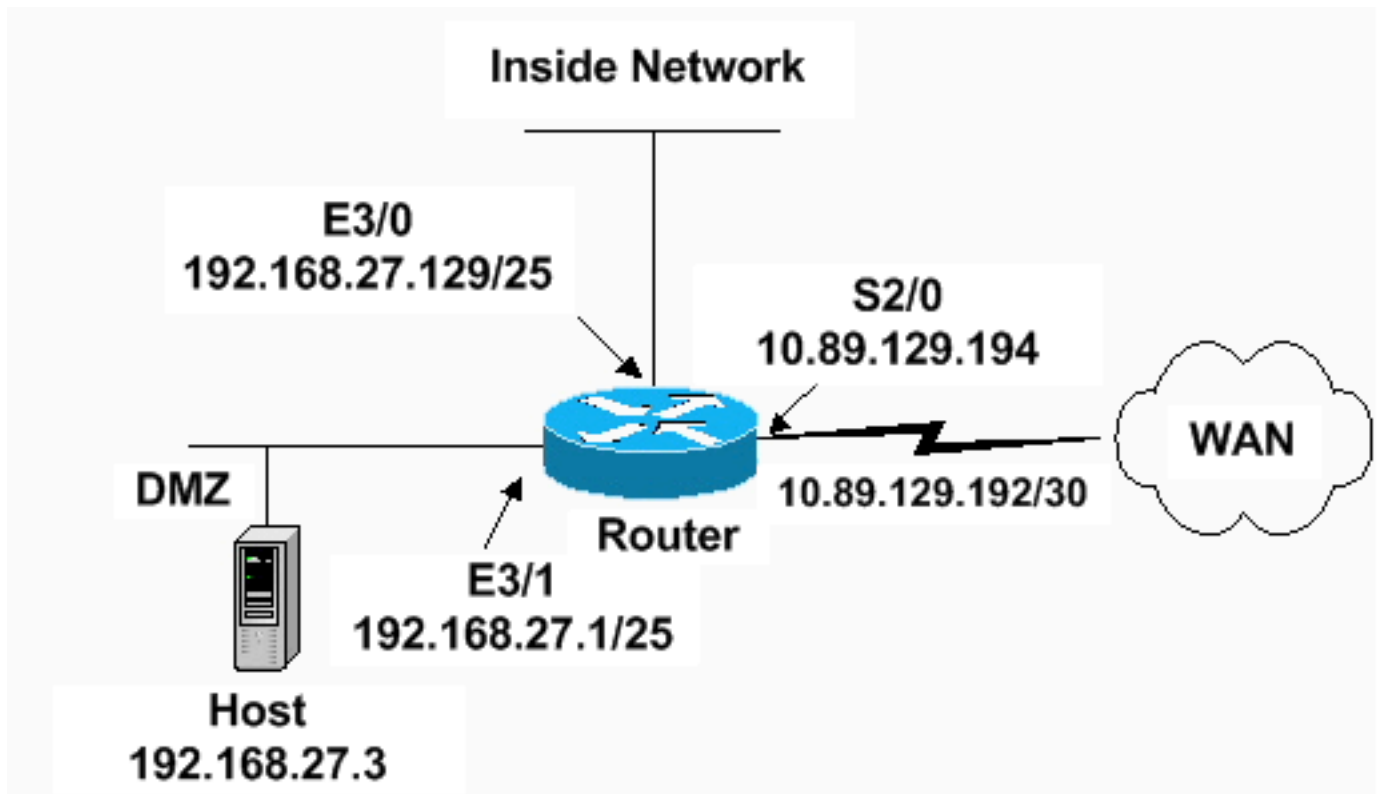 Inside Network
E3/0
192.168.27.129/25
S2/0
10.89.129.194
WAN
DMZ
10.89.129.192/30
Router
E3/1
192.168.27.1/25
Host
192.168.27.3